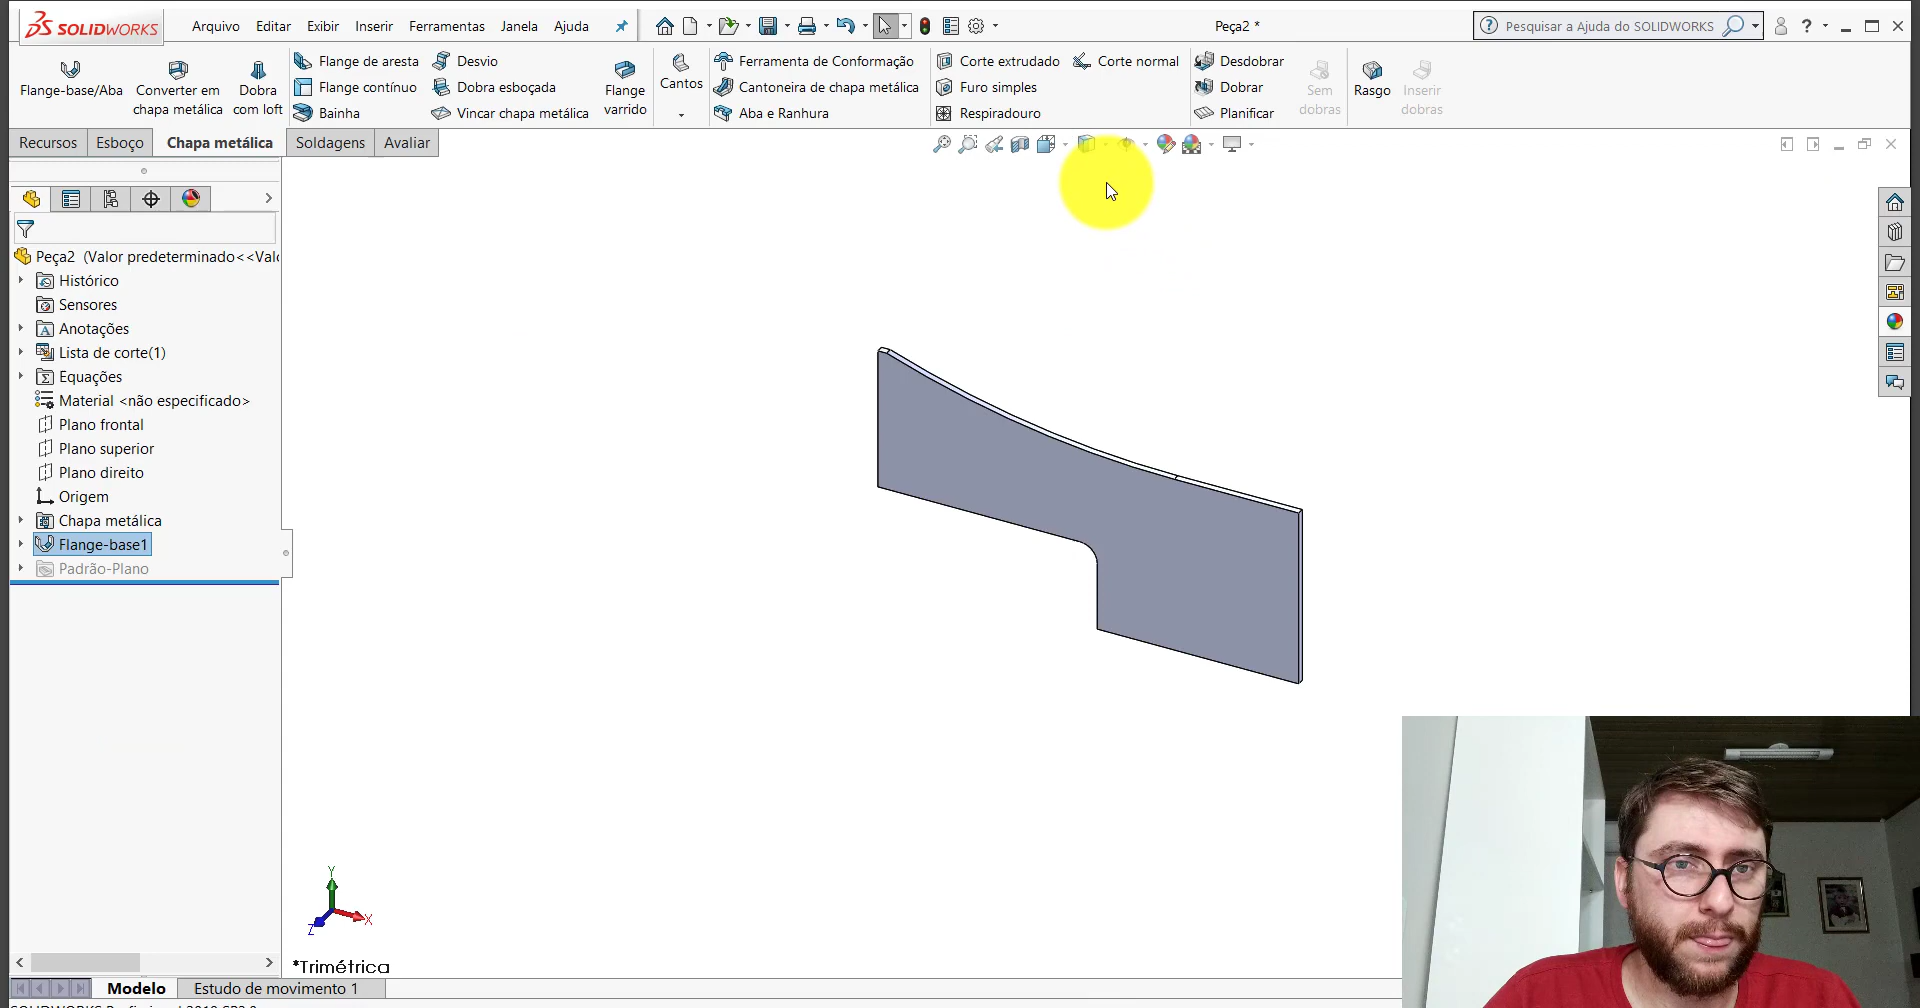 SOLIDWORKS
Arquivo
Editar
Exibir
Inserir
Ferramentas
Janela
Ajuda
Peça2 *
Pesquisar a Ajuda do SOLIDWORKS
Flange-base/Aba
Converter em
chapa metálica
Dobra
com loft
Flange de aresta
Flange contínuo
Bainha
Desvio
Dobra esboçada
Vincar chapa metálica
Flange
varrido
Cantos
Ferramenta de Conformação
Cantoneira de chapa metálica
Aba e Ranhura
Corte extrudado
Furo simples
Respiradouro
Corte normal
Desdobrar
Dobrar
Planificar
Sem
dobras
Rasgo
Inserir
dobras
Recursos
Esboço
Chapa metálica
Soldagens
Avaliar
Peça2 (Valor predeterminado<<Val
Histórico
Sensores
Anotações
Lista de corte(1)
Equações
Material <não especificado>
Plano frontal
Plano superior
Plano direito
Origem
Chapa metálica
Flange-base1
Padrão-Plano
Y
X
Z
*Trimétrica
Modelo
Estudo de movimento 1